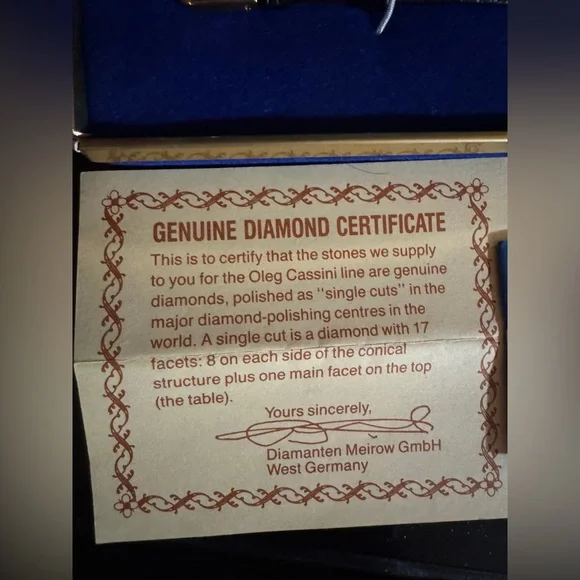 GENUINE DIAMOND CERTIFICATE
This is to certify that the stones we supply
to you for the Oleg Cassini line are genuine
diamonds, polished as "single cuts" in the
major diamond-polishing centres in the
world. A single cut is a diamond with 17
facets: 8 on each side of the conical
structure plus one main facet on the top
(the table).
Yours sincerely,
Diamanten Meirow GmbH
West Germany